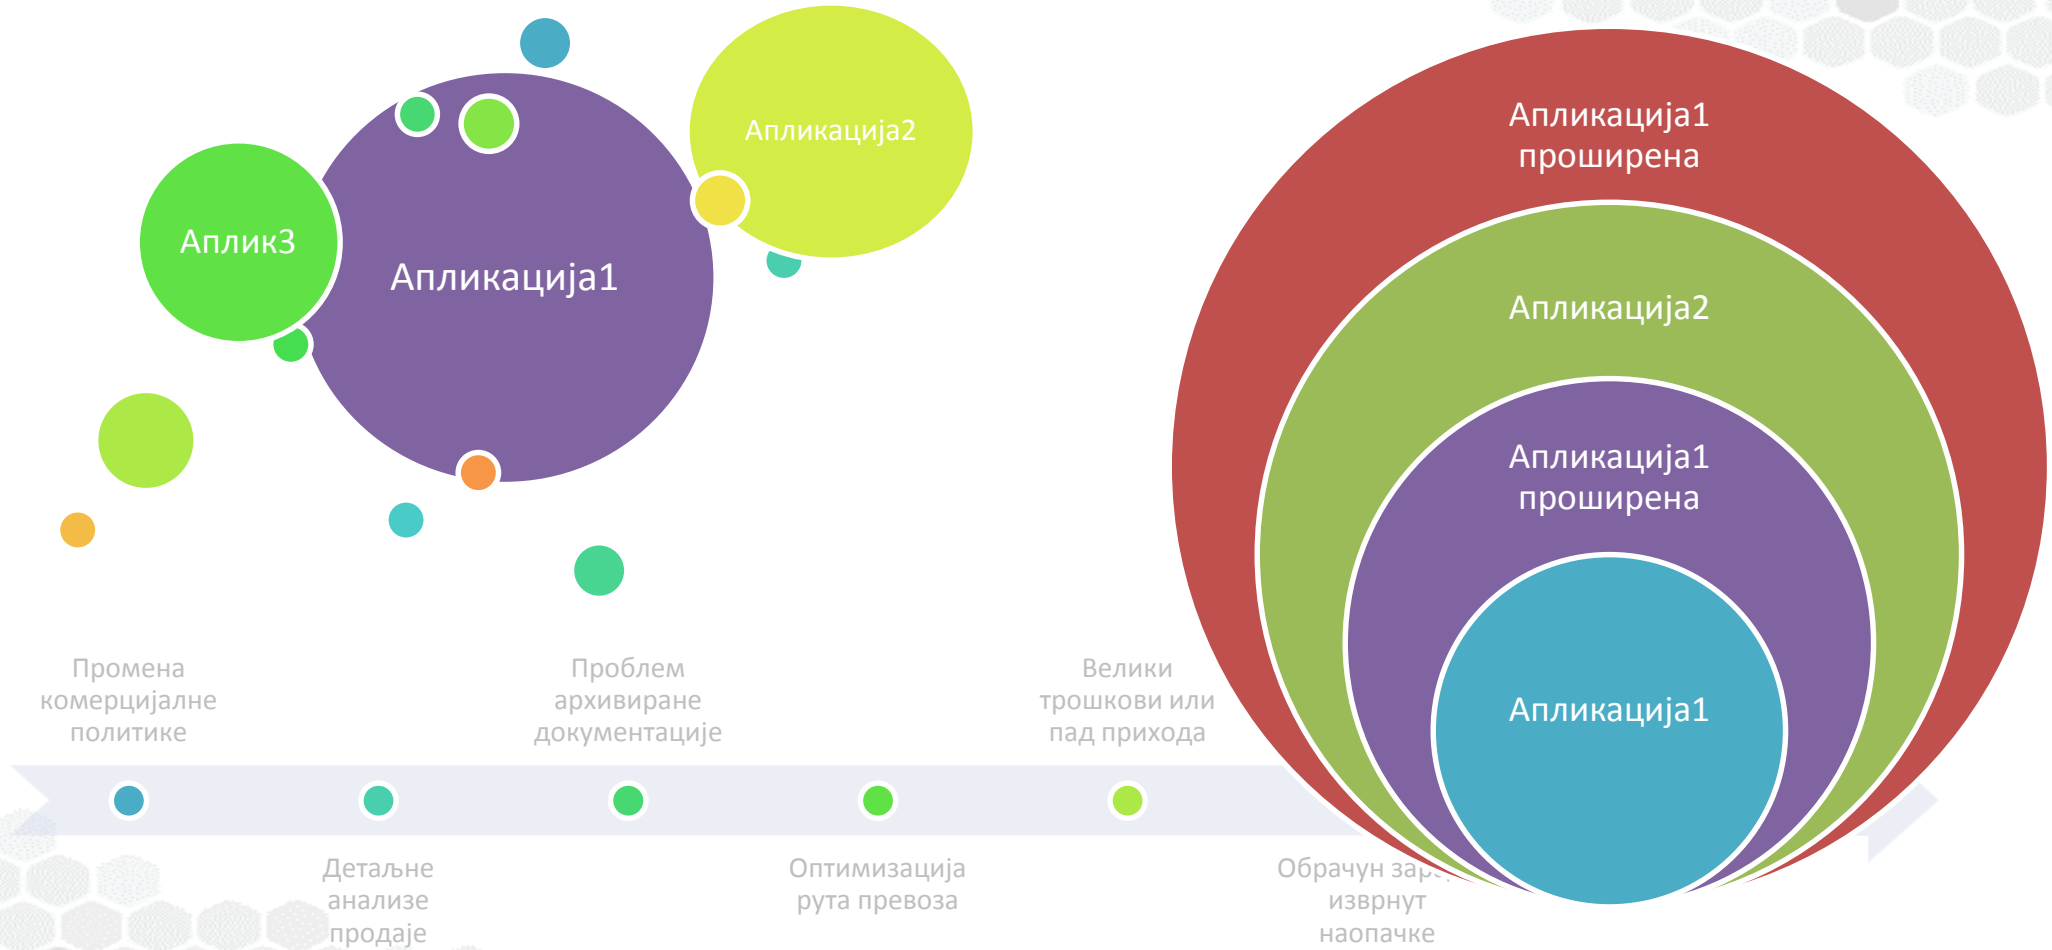 Апликација2
Аплик3
Апликација1
Апликација1
проширена
Апликација2
Апликација1
проширена
Апликација1
Промена
комерцијалне
политике
Проблем
архивиране
документације
Велики
трошкови или
пад прихода
Детаљне
анализе
продаје
Оптимизација
рута превоза
Обрачун
изврнут
наопачке